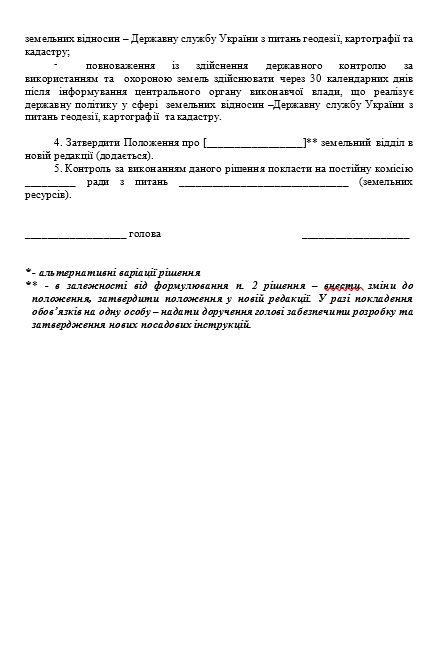 земельних відносин – Державну службу України з питань геодезії, картографії та
кадастру;
- повноваження із здійснення державного контролю за
використанням та охороною земель здійснювати через 30 календарних днів
після інформування центрального органу виконавчої влади, що реалізує
державну політику у сфері земельних відносин –Державну службу України з
питань геодезії, картографії та кадастру.
4. Затвердити Положення про [_________________]** земельний відділ в
новій редакції (додається).
5. Контроль за виконанням даного рішення покласти на постійну комісію
_________ ради з питань ______________________________ (земельних
ресурсів).
__________________ голова ___________________
* - альтернативні варіації рішення
** - в залежності від формулювання п. 2 рішення – внести зміни до
положення, затвердити положення у новій редакції. У разі покладення
обов’язків на одну особу – надати доручення голові забезпечити розробку та
затвердження нових посадових інструкцій.